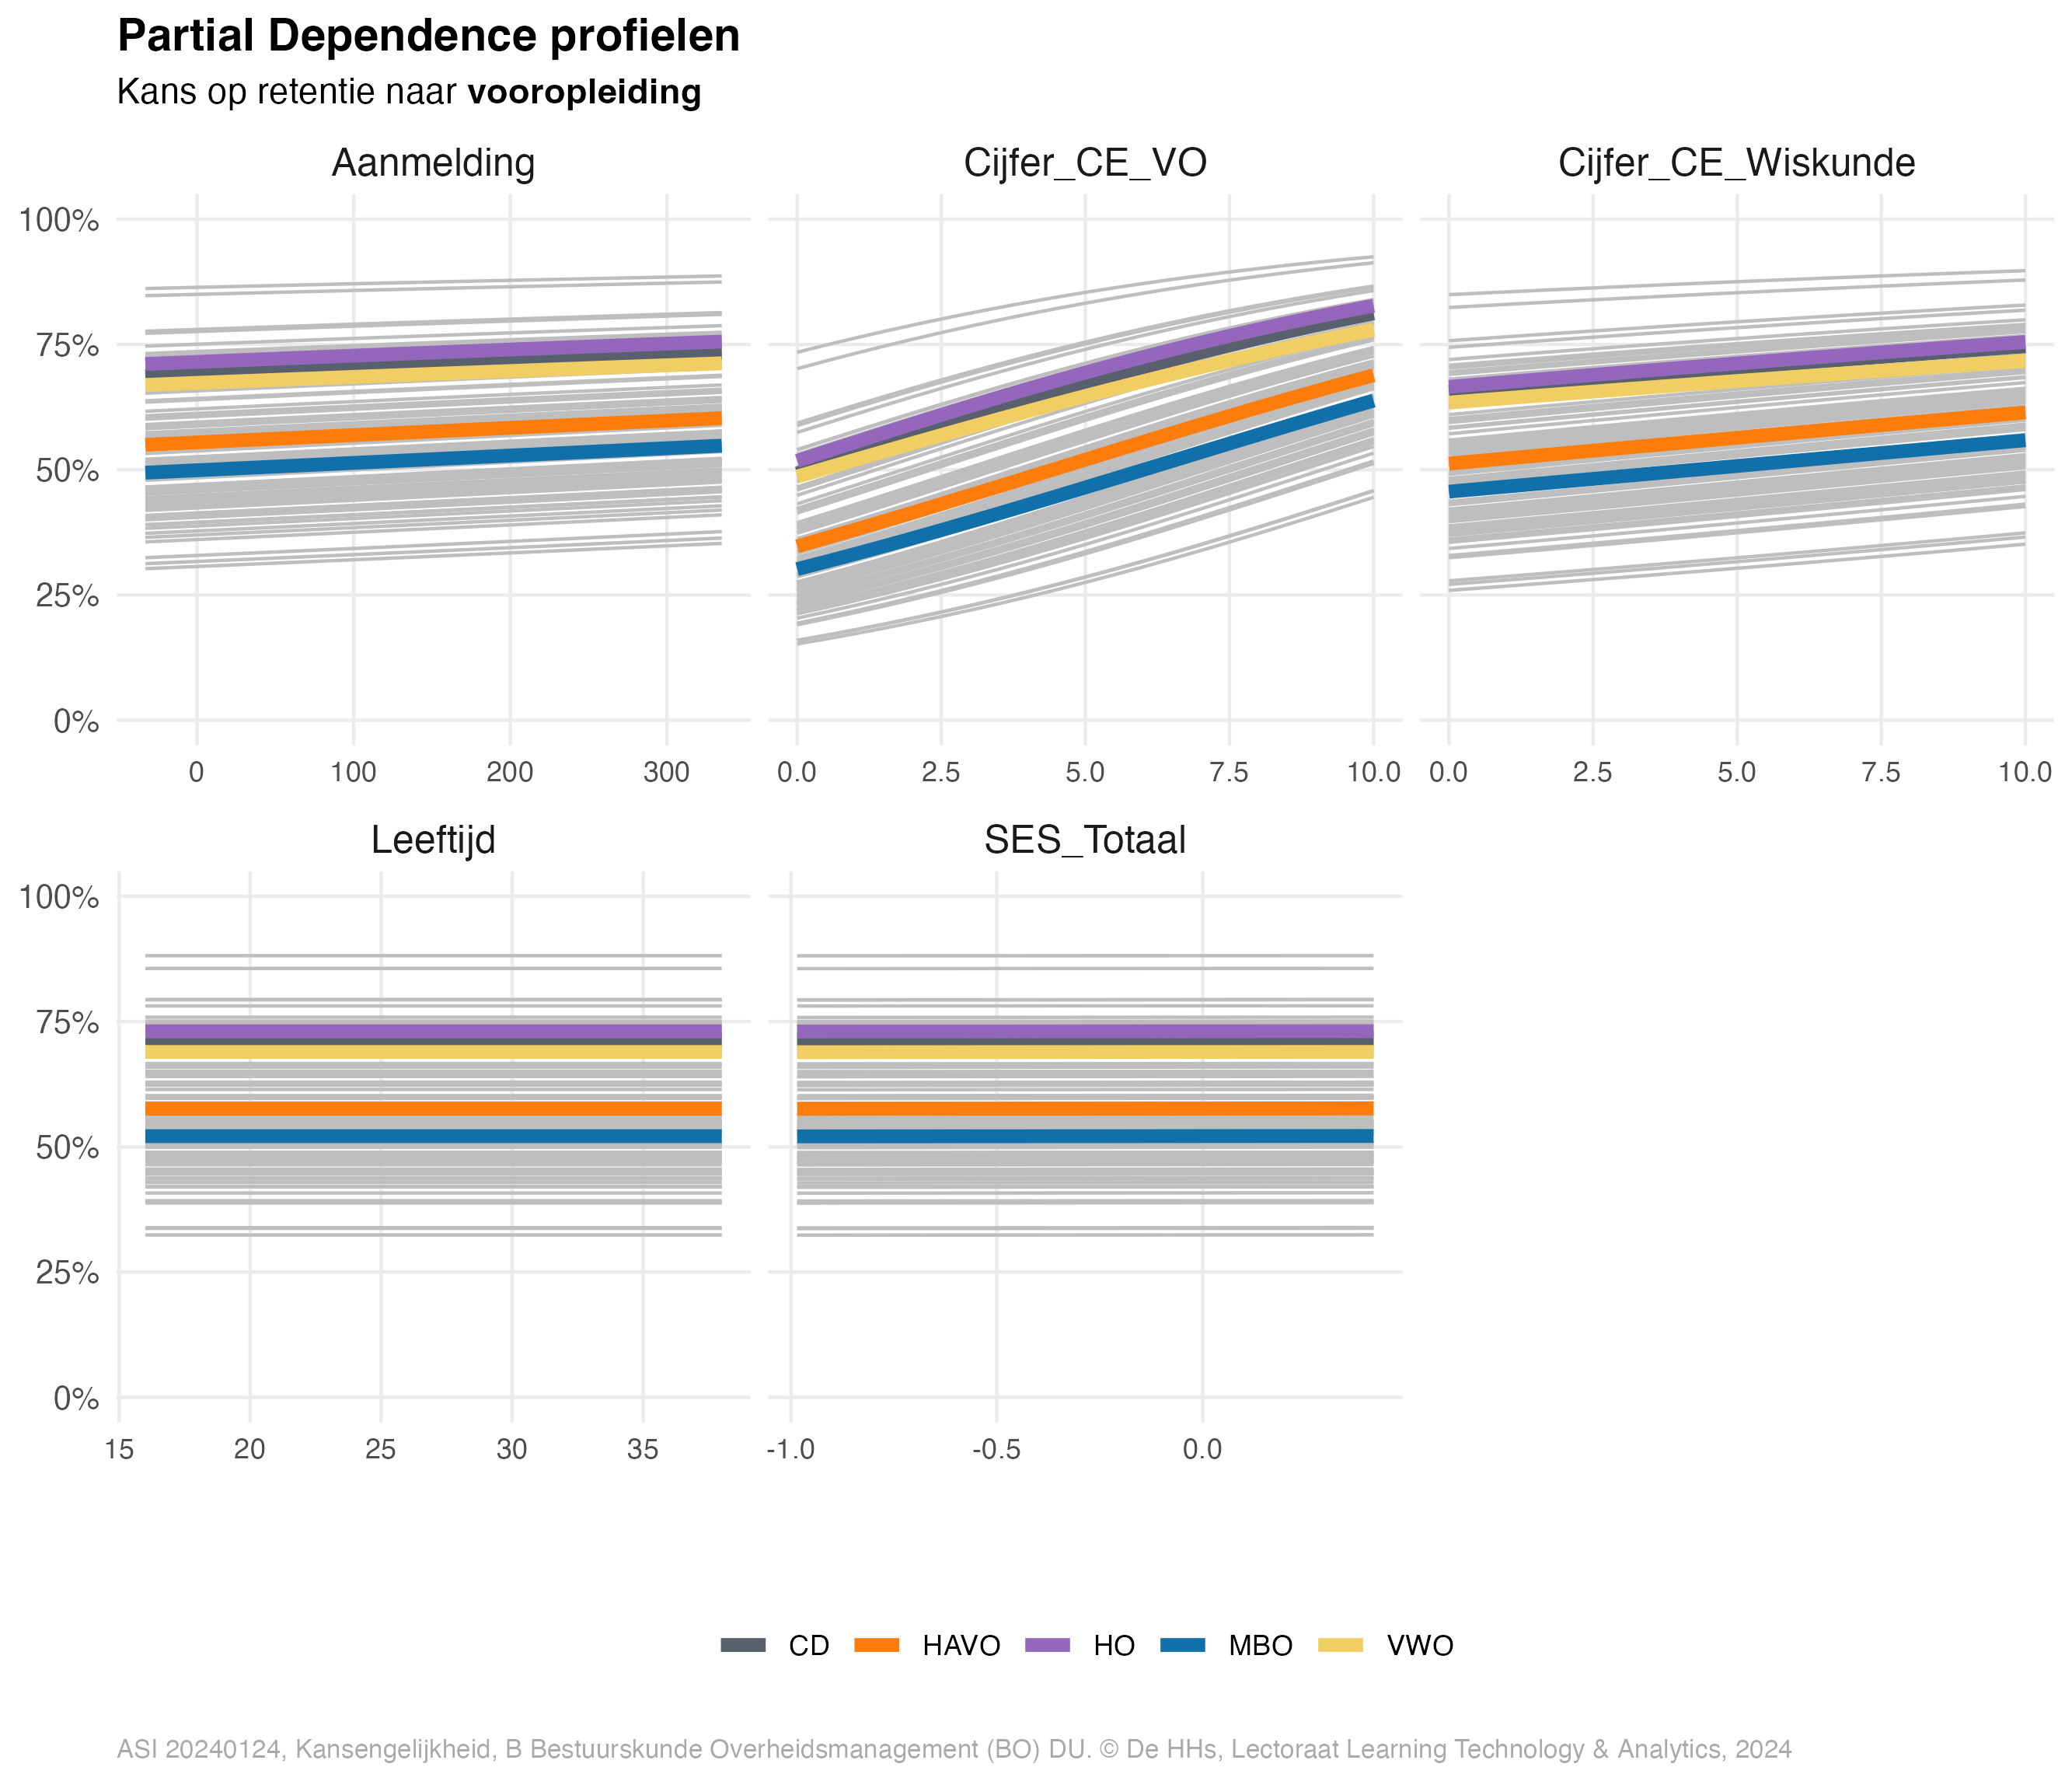 Partial Dependence profielen
Kans op retentie naar vooropleiding
Aanmelding
Cijfer_CE_VO
Cijfer_CE_Wiskunde
100%
75%
50%
25%
0%
0 100 200 300
0.0 2.5 5.0 7.5 10.0
0.0 2.5 5.0 7.5 10.0
Leeftijd
SES_Totaal
100%
75%
50%
25%
0%
15 20 25 30 35
-1.0 -0.5 0.0
CD HAVO HO MBO VWO
ASI 20240124, Kansengelijkheid, B Bestuurskunde Overheidsmanagement (BO) DU. © De HHs, Lectoraat Learning Technology & Analytics, 2024